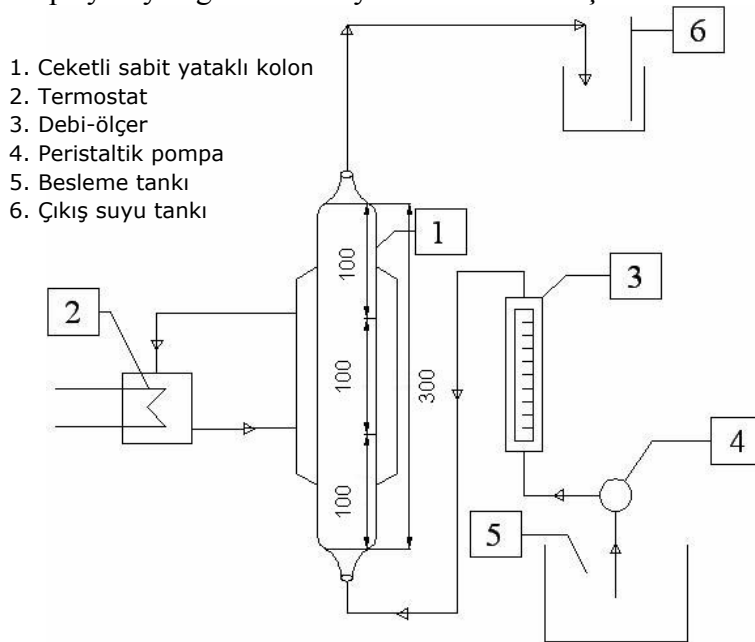 1. Ceketli sabit yataklı kolon
2. Termostat
3. Debi-ölçer
4. Peristaltik pompa
5. Besleme tankı
6. Çıkış suyu tankı
6
1
100
2
3
100
300
4
100
5